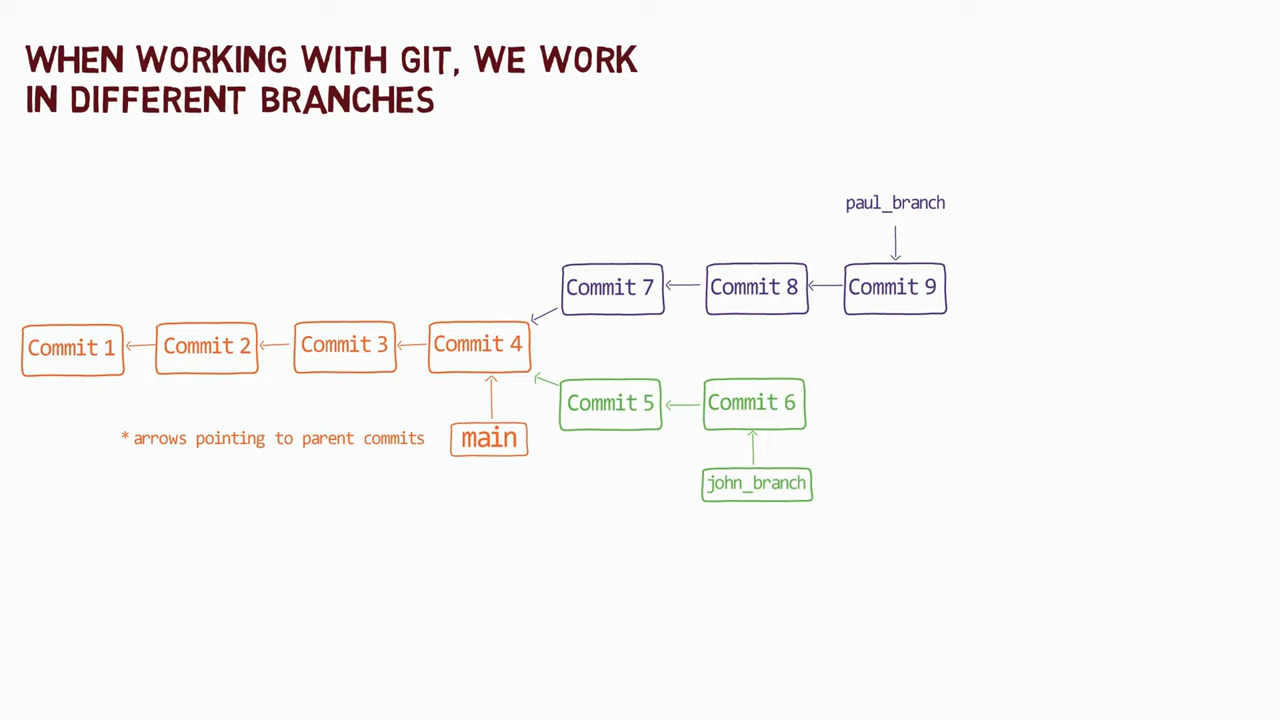 WHEN WORKING WITH GIT, WE WORK
IN DIFFERENT BRANCHES
paul_branch
Commit 7
Commit 8
Commit 9
Commit 1
Commit 2
Commit 3
Commit 4
Commit 5
Commit 6
* arrows pointing to parent commits
main
john_branch